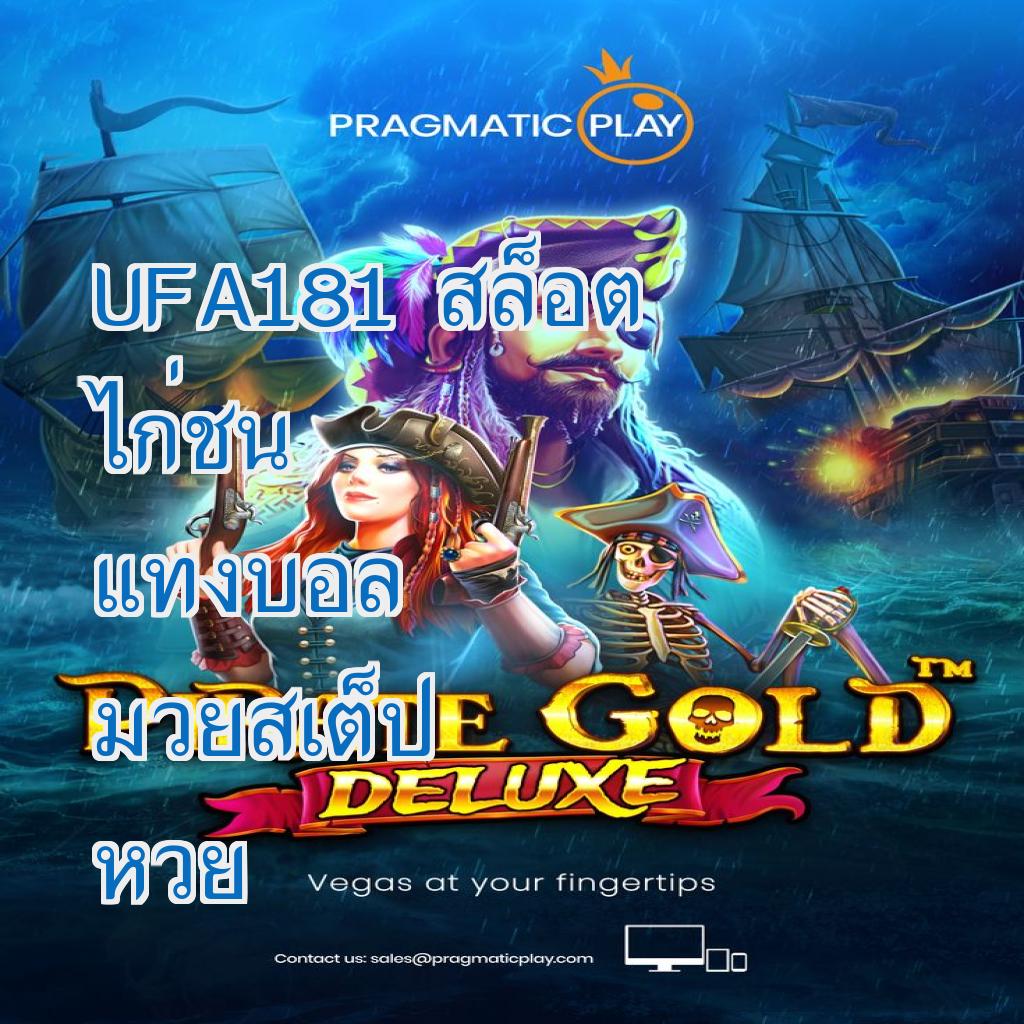 PRAGMATIC PLAY
UFA181 สล็อต
ไก่ชน
แทงบอล
มวยสเต็ป
หวย
PIRATE GOLD™
DELUXE
Vegas at your fingertips
Contact us: sales@pragmaticplay.com